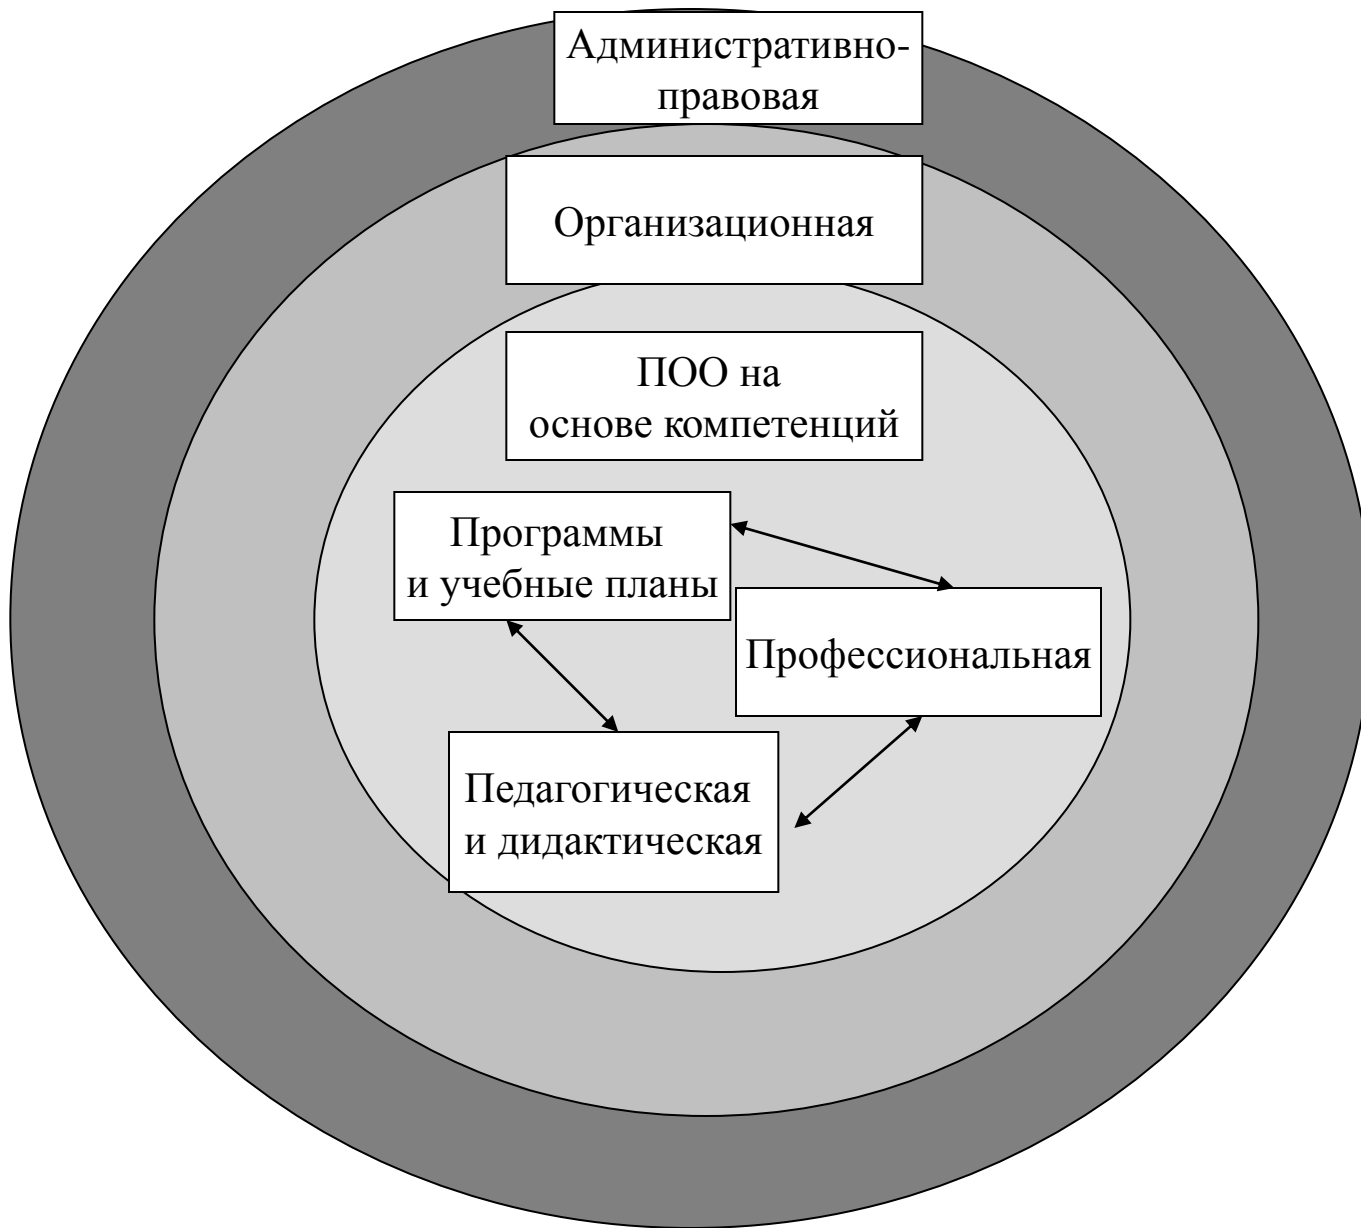 Административно-
правовая
Организационная
ПОО на
основе компетенций
Программы
и учебные планы
Профессиональная
Педагогическая
и дидактическая